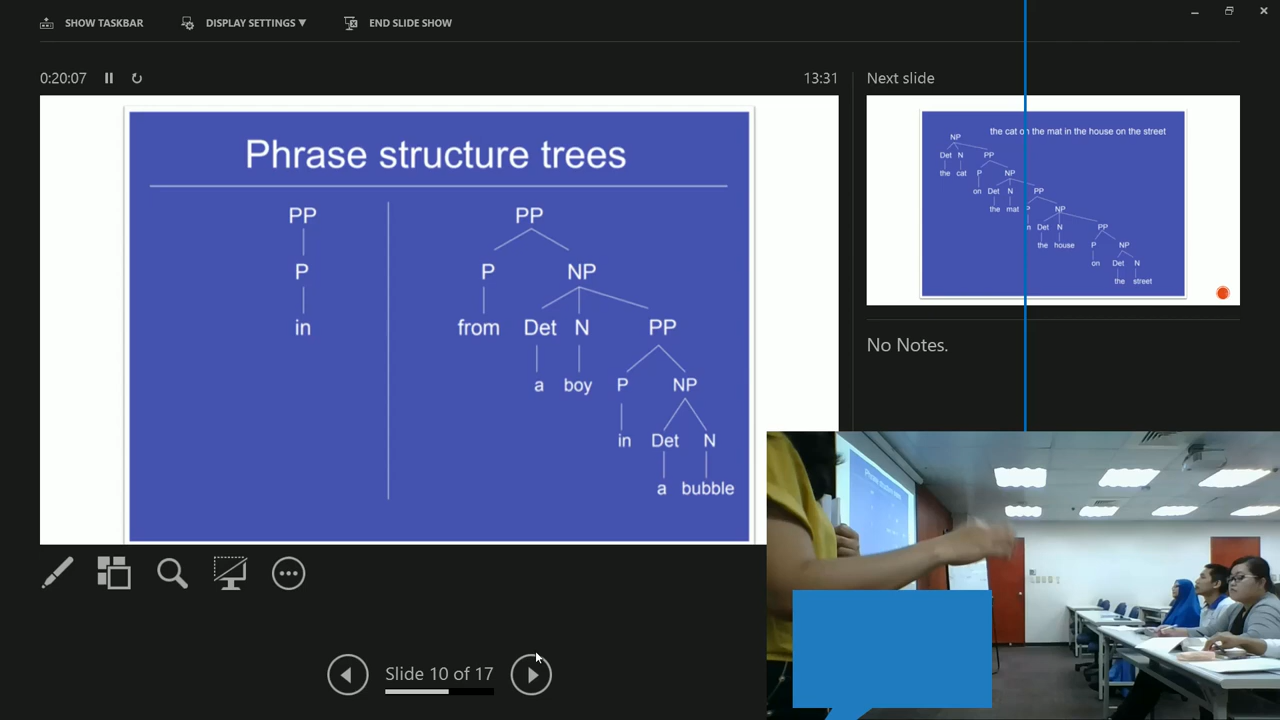 SHOW TASKBAR DISPLAY SETTINGS ▼ END SLIDE SHOW
0:20:07 13:31
Phrase structure trees
PP
P
in
PP
P NP
from Det N PP
a boy P NP
in Det N
a bubble
Next slide
the cat on the mat in the house on the street
NP
Det N PP
the cat P NP
on Det N PP
the mat P NP
Det N PP
the house P NP
on Det N
the street
No Notes.
Slide 10 of 17
Phrase structure trees